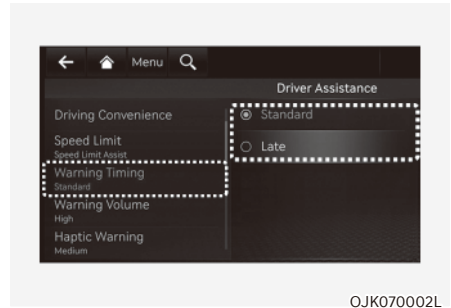 Menu
Driver Assistance
Driving Convenience
Speed Limit
Speed Limit Assist
Warning Timing
Standard
Warning Volume
High
Haptic Warning
Medium
Standard
Late
OJK070002L